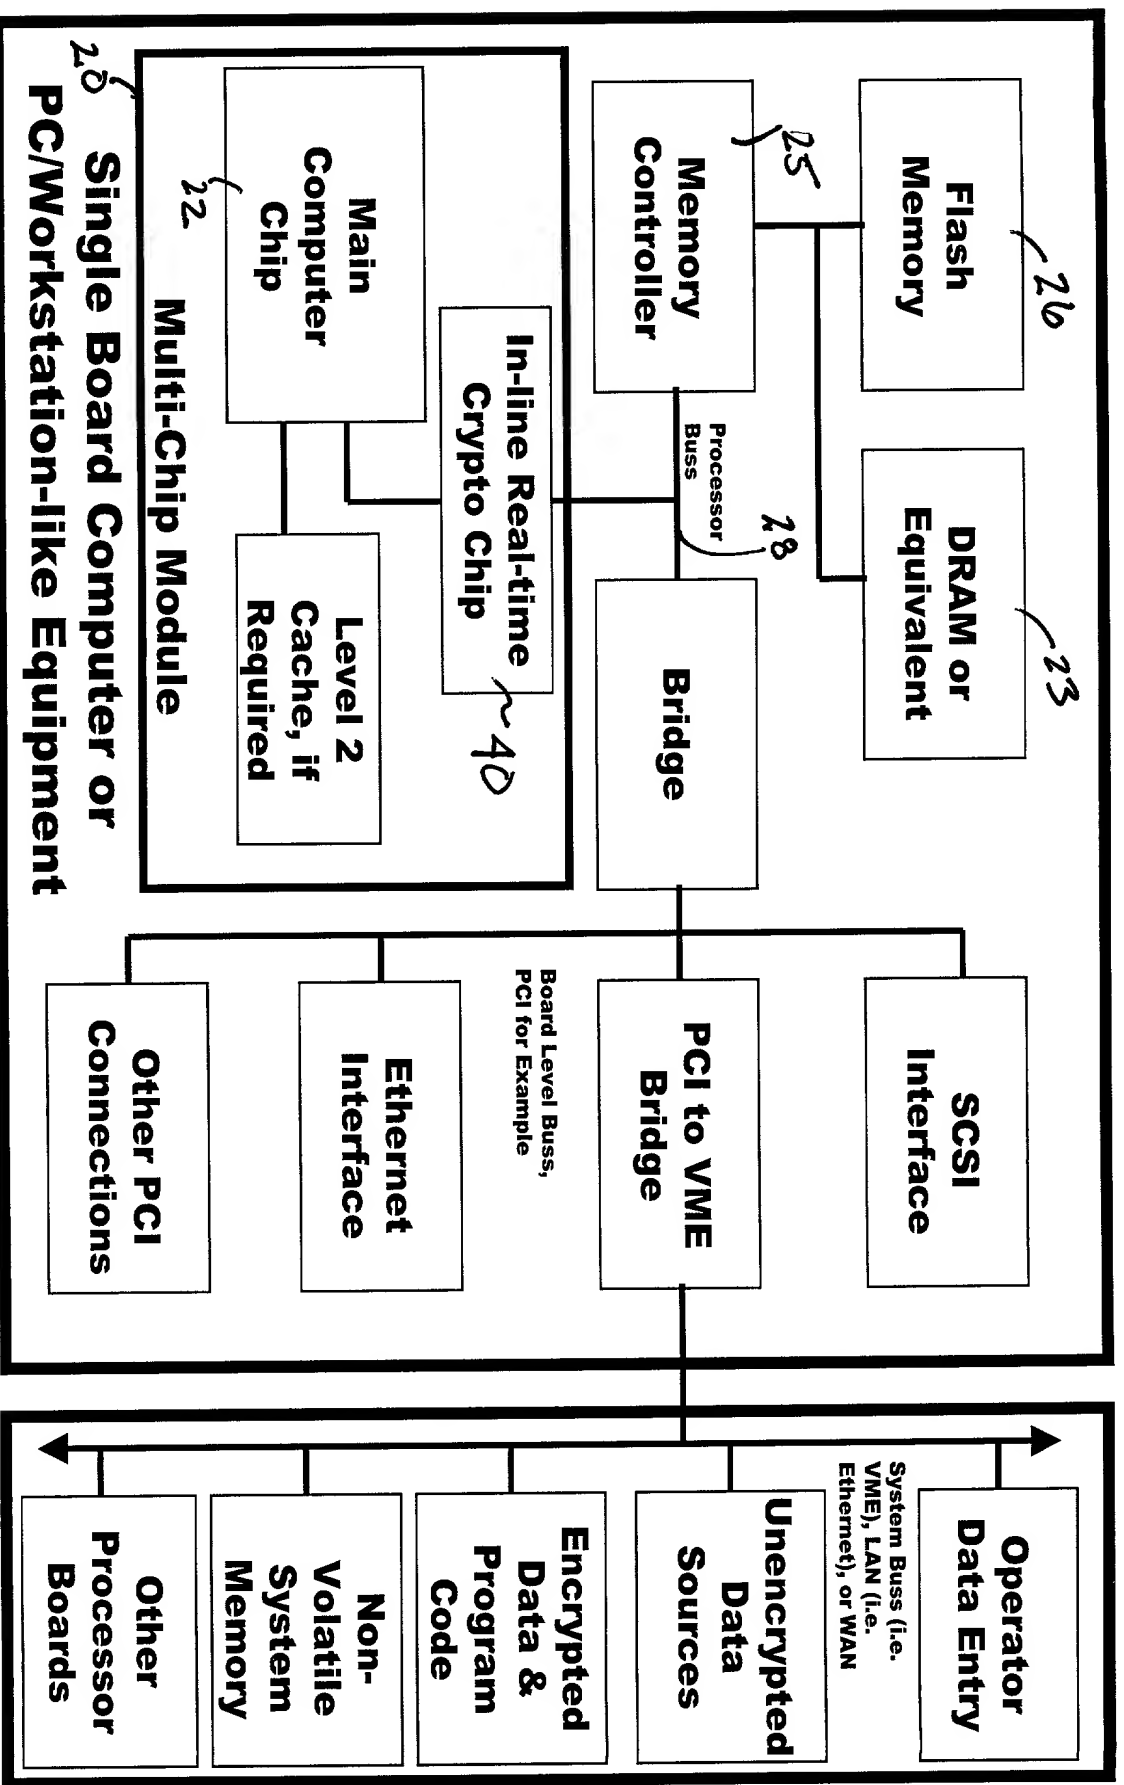 Flash
Memory
26
DRAM or
Equivalent
23
SCSI
Interface
Operator
Data Entry
System Buss (i.e.
VME), LAN (i.e.
Ethernet), or WAN
25
Memory
Controller
Processor
Buss
28
Bridge
PCI to VME
Bridge
Unencrypted
Data
Sources
Board Level Buss,
PCI for Example
In-line Real-time
Crypto Chip
40
Encrypted
Data &
Program
Code
Main
Computer
Chip
22
Level 2
Cache, if
Required
Ethernet
Interface
Non-
Volatile
System
Memory
Multi-Chip Module
Other PCI
Connections
Other
Processor
Boards
20
Single Board Computer or
PC/Workstation-like Equipment